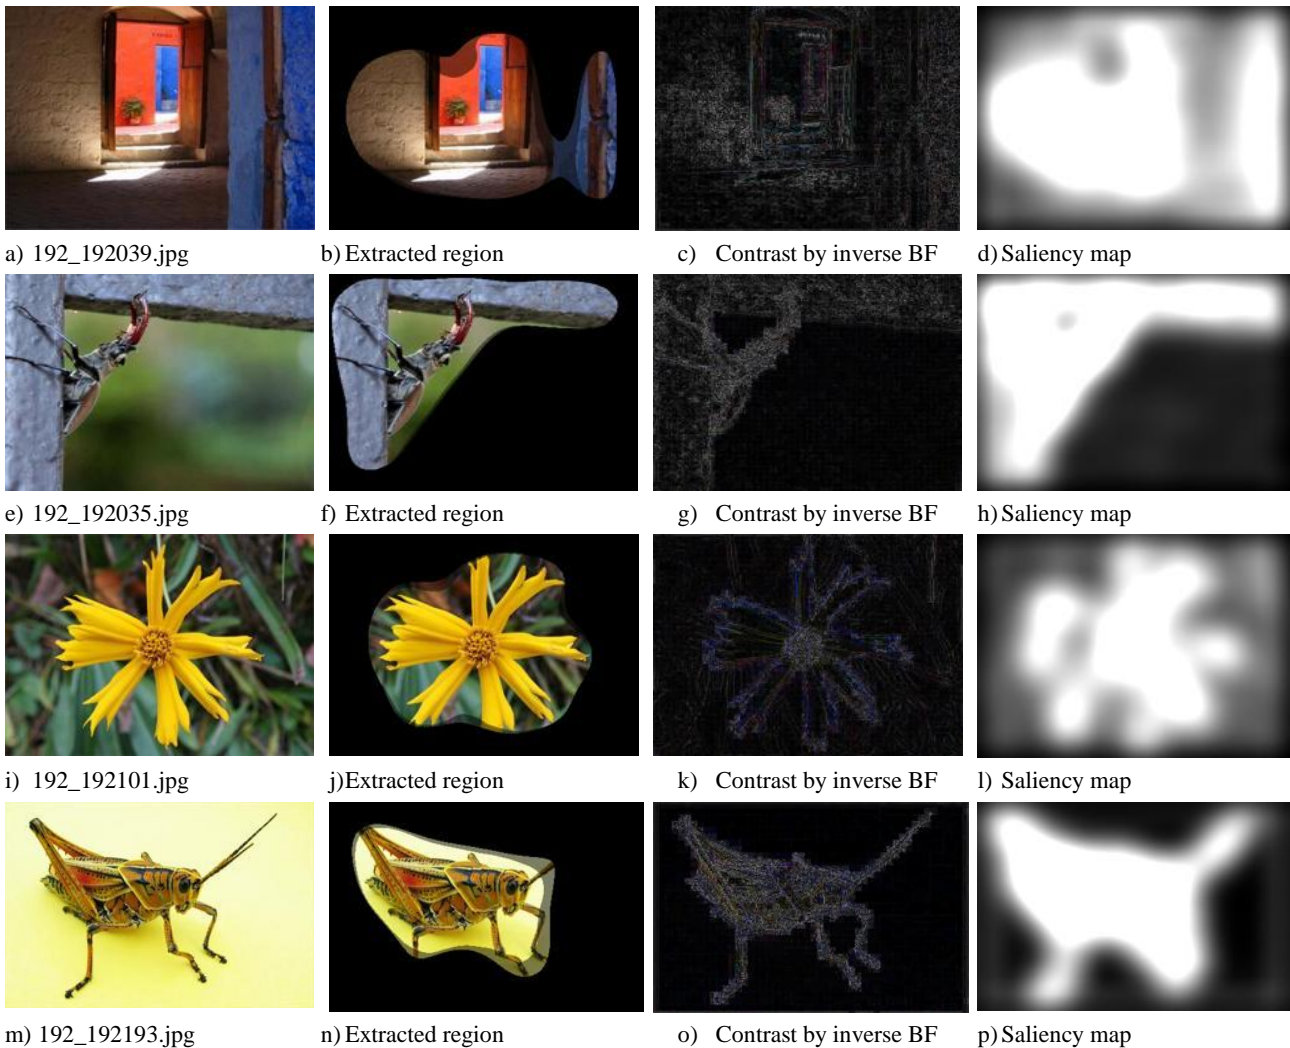 a) 192_192039.jpg b) Extracted region c) Contrast by inverse BF d) Saliency map
e) 192_192035.jpg f) Extracted region g) Contrast by inverse BF h) Saliency map
i) 192_192101.jpg j) Extracted region k) Contrast by inverse BF l) Saliency map
m) 192_192193.jpg n) Extracted region o) Contrast by inverse BF p) Saliency map